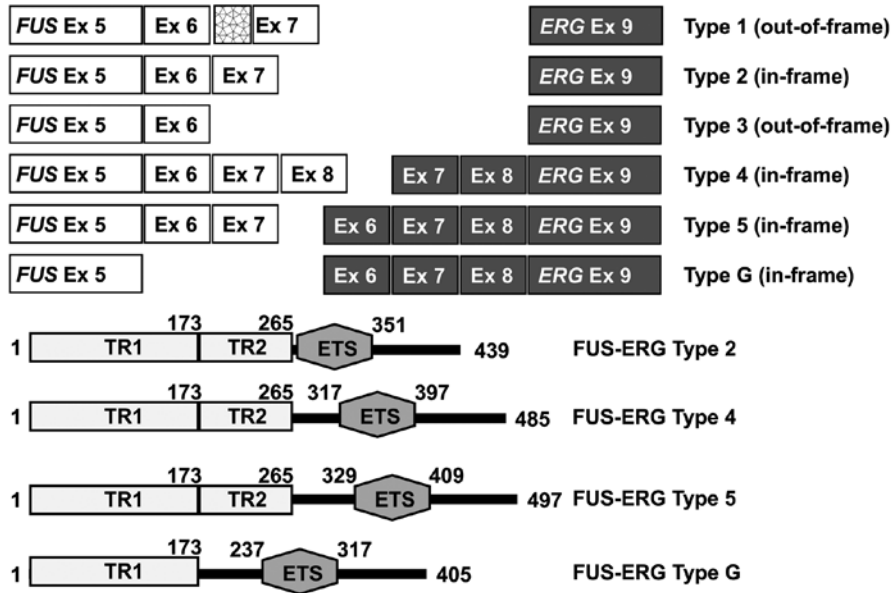 FUS Ex 5 Ex 6 Ex 7 ERG Ex 9 Type 1 (out-of-frame)
FUS Ex 5 Ex 6 Ex 7 ERG Ex 9 Type 2 (in-frame)
FUS Ex 5 Ex 6 ERG Ex 9 Type 3 (out-of-frame)
FUS Ex 5 Ex 6 Ex 7 Ex 8 Ex 7 Ex 8 ERG Ex 9 Type 4 (in-frame)
FUS Ex 5 Ex 6 Ex 7 Ex 6 Ex 7 Ex 8 ERG Ex 9 Type 5 (in-frame)
FUS Ex 5 Ex 6 Ex 7 Ex 8 ERG Ex 9 Type G (in-frame)
173 265 351
1 TR1 TR2 ETS 439 FUS-ERG Type 2
173 265 317 397
1 TR1 TR2 ETS 485 FUS-ERG Type 4
173 265 329 409
1 TR1 TR2 ETS 497 FUS-ERG Type 5
173 237 317
1 TR1 ETS 405 FUS-ERG Type G